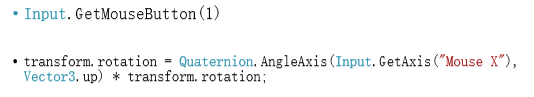 • Input.GetMouseButton(1)
• transform.rotation = Quaternion.AngleAxis(Input.GetAxis("Mouse X"),
Vector3.up) * transform.rotation;